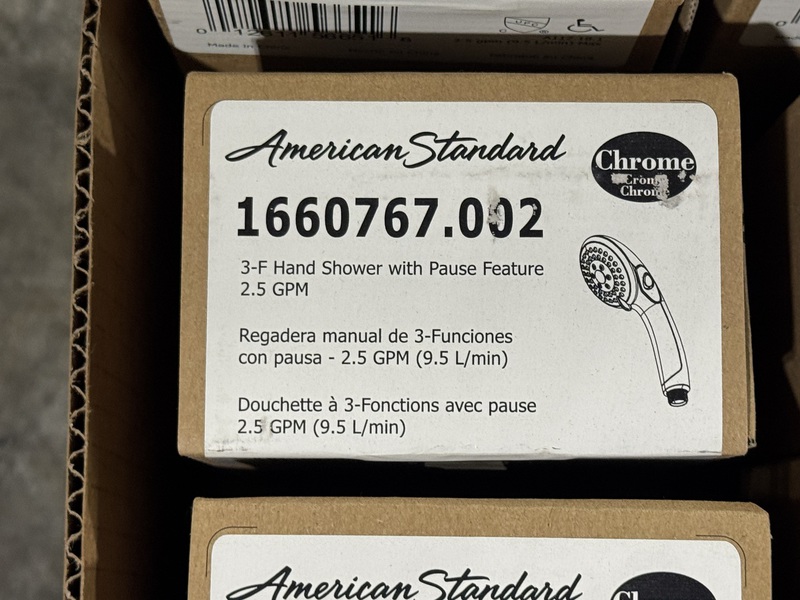 American Standard
Chrome
Chrome
1660767.002
3-F Hand Shower with Pause Feature
2.5 GPM
Regadera manual de 3-Funciones
con pausa - 2.5 GPM (9.5 L/min)
Douchette à 3-Fonctions avec pause
2.5 GPM (9.5 L/min)
American Standard